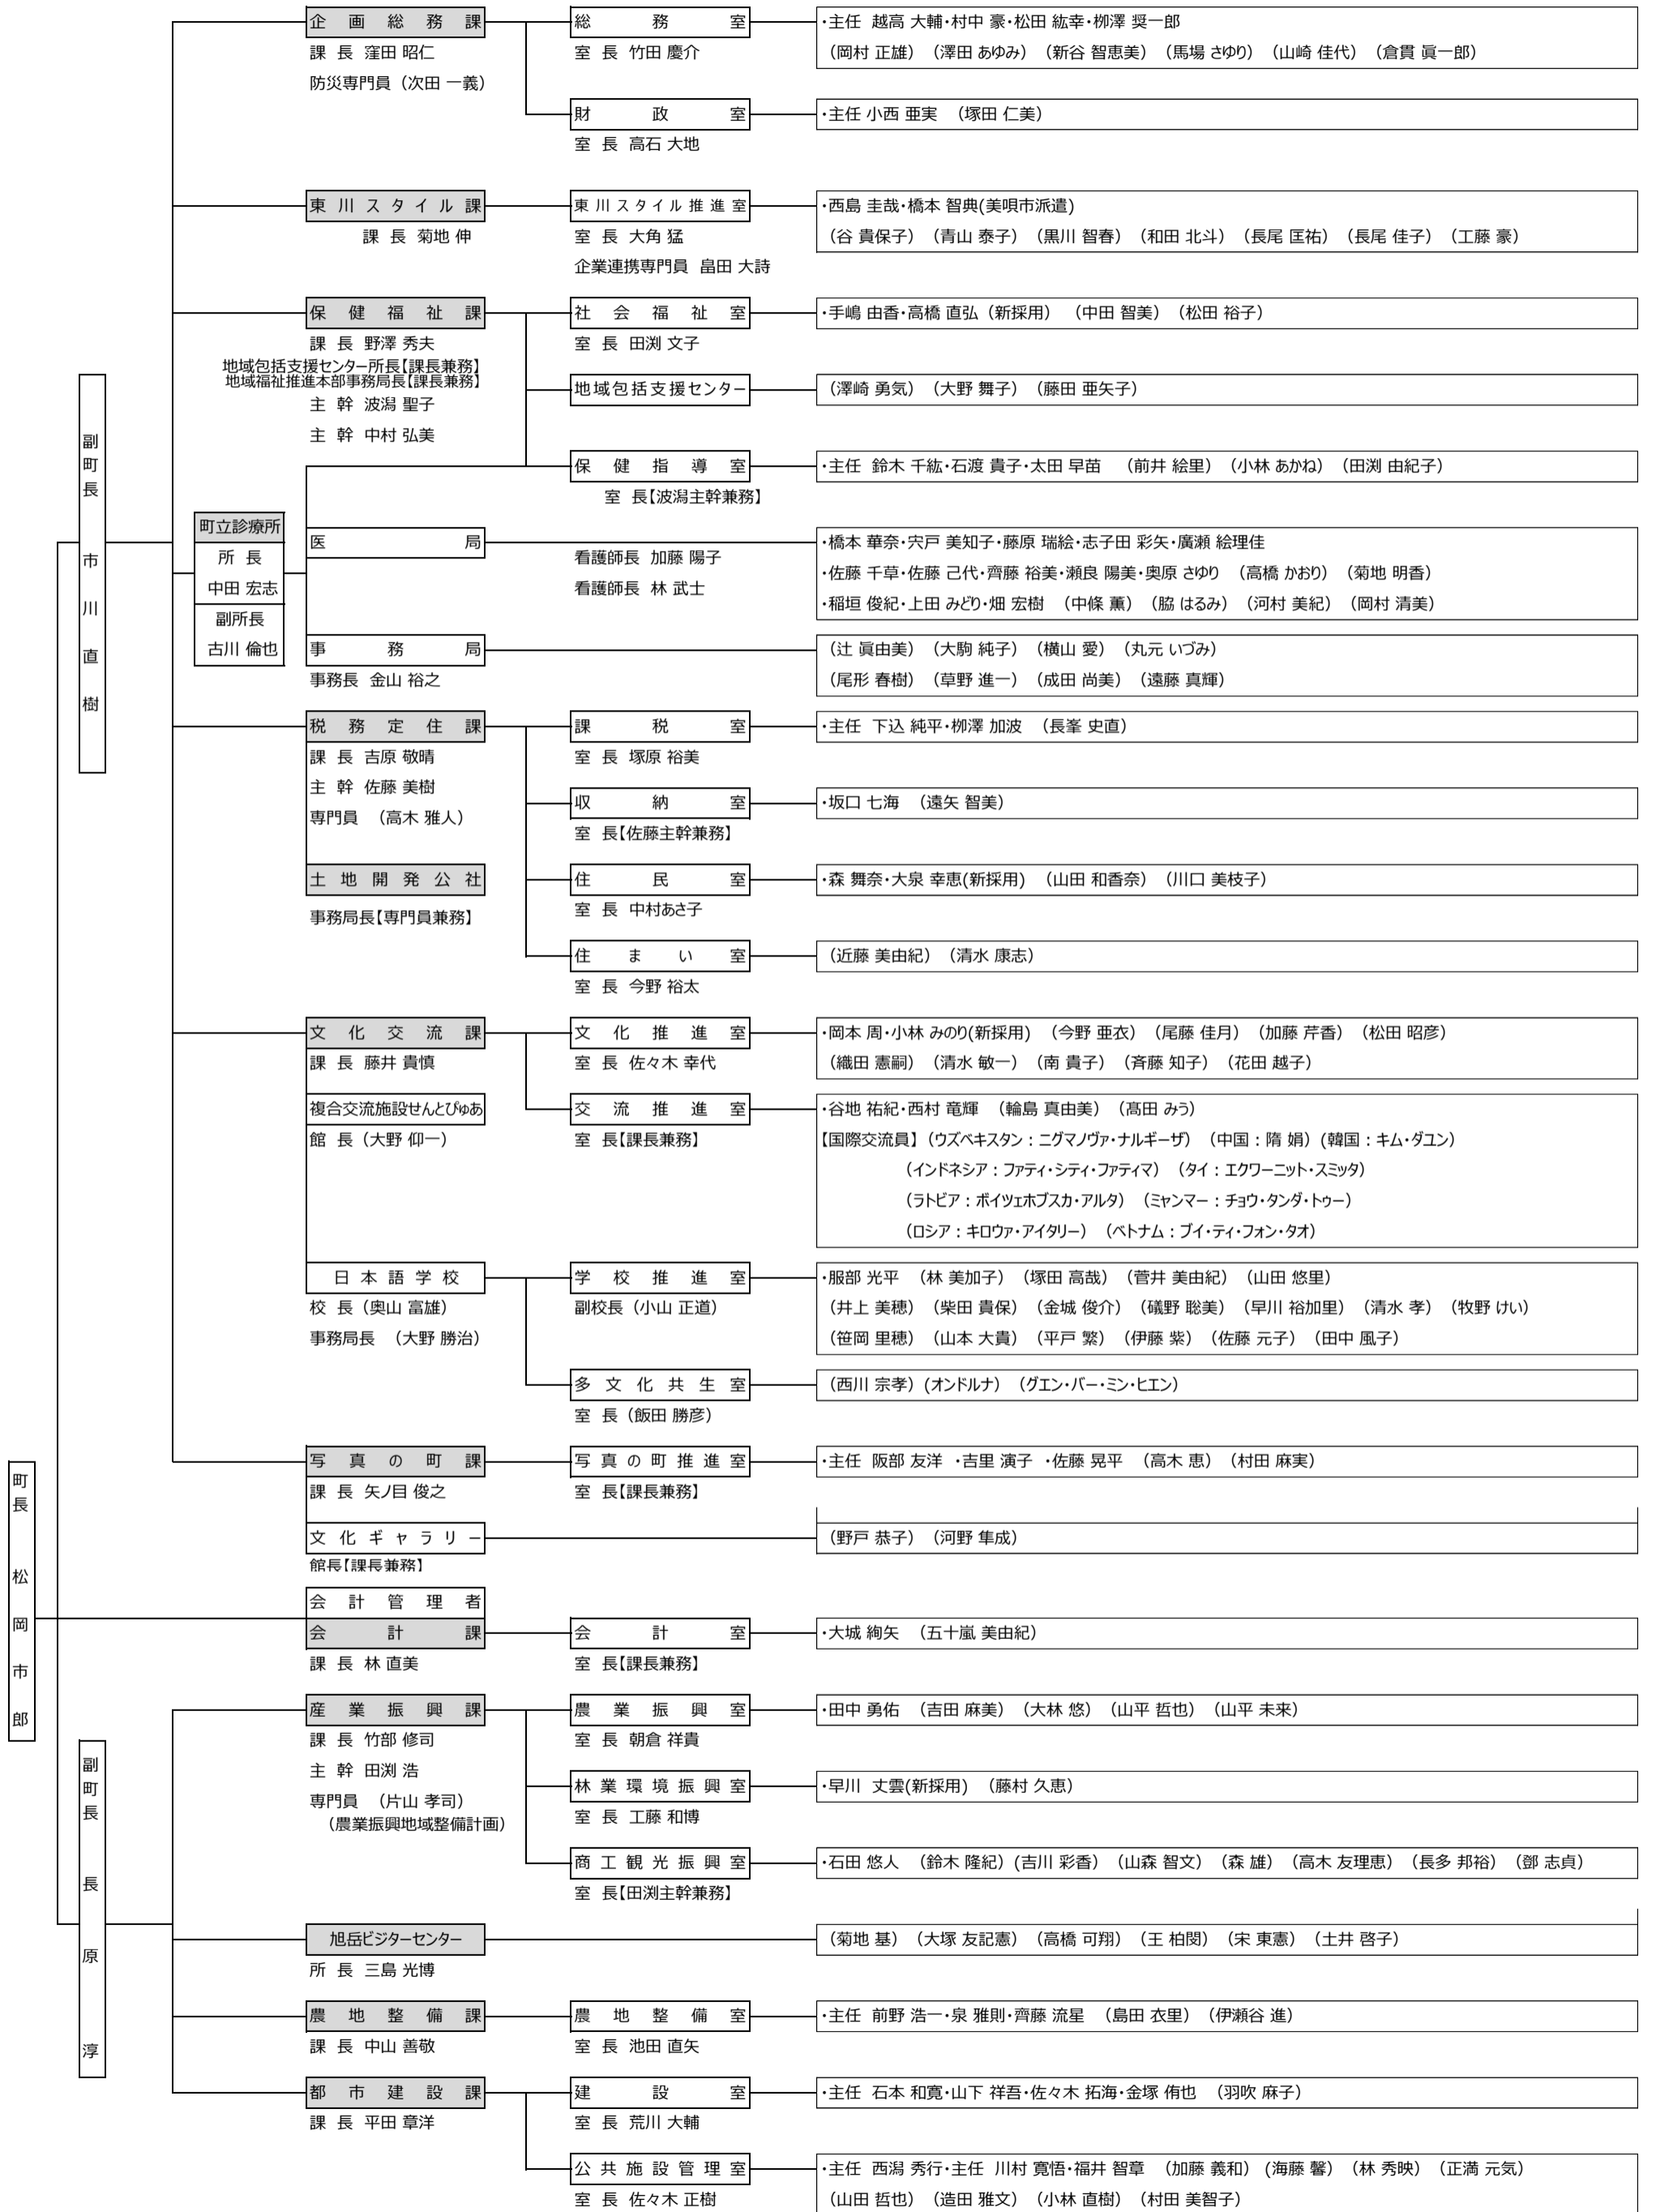 企画総務課
課 長 窪田 昭仁
防災専門員（次田 一義）
総務室
室 長 竹田 慶介
・主任 越高 大輔・村中 豪・松田 紘幸・栁澤 奨一郎
（岡村 正雄）（澤田 あゆみ）（新谷 智恵美）（馬場 さゆり）（山崎 佳代）（倉貫 眞一郎）
財政室
室 長 高石 大地
・主任 小西 亜実 （塚田 仁美）
東川スタイル課
課 長 菊地 伸
東川スタイル推進室
室 長 大角 猛
企業連携専門員 畠田 大詩
・西島 圭哉・橋本 智典(美唄市派遣)
（谷 貴保子）（青山 泰子）（黒川 智春）（和田 北斗）（長尾 匡祐）（長尾 佳子）（工藤 豪）
保健福祉課
課 長 野澤 秀夫
地域包括支援センター所長【課長兼務】
地域福祉推進本部事務局長【課長兼務】
主 幹 波潟 聖子
主 幹 中村 弘美
社会福祉室
室 長 田渕 文子
・手嶋 由香・高橋 直弘（新採用） （中田 智美）（松田 裕子）
地域包括支援センター
（澤崎 勇気）（大野 舞子）（藤田 亜矢子）
保健指導室
室 長【波潟主幹兼務】
・主任 鈴木 千紘・石渡 貴子・太田 早苗 （前井 絵里）（小林 あかね）（田渕 由紀子）
副町長 市川直樹
町立診療所
所 長
中田 宏志
副所長
古川 倫也
医局
看護師長 加藤 陽子
看護師長 林 武士
・橋本 華奈・宍戸 美知子・藤原 瑞絵・志子田 彩矢・廣瀬 絵理佳
・佐藤 千草・佐藤 己代・齊藤 裕美・瀬良 陽美・奥原 さゆり （高橋 かおり）（菊地 明香）
・稲垣 俊紀・上田 みどり・畑 宏樹 （中條 薫）（脇 はるみ）（河村 美紀）（岡村 清美）
事務局
事務長 金山 裕之
（辻 眞由美）（大駒 純子）（横山 愛）（丸元 いづみ）
（尾形 春樹）（草野 進一）（成田 尚美）（遠藤 真輝）
税務定住課
課 長 吉原 敬晴
主 幹 佐藤 美樹
専門員 （高木 雅人）
課税室
室 長 塚原 裕美
・主任 下込 純平・栁澤 加波 （長峯 史直）
収納室
室 長【佐藤主幹兼務】
・坂口 七海 （遠矢 智美）
土地開発公社
事務局長【専門員兼務】
住民室
室 長 中村あさ子
・森 舞奈・大泉 幸恵(新採用) （山田 和香奈）（川口 美枝子）
住まい室
室 長 今野 裕太
（近藤 美由紀）（清水 康志）
文化交流課
課 長 藤井 貴慎
文化推進室
室 長 佐々木 幸代
・岡本 周・小林 みのり(新採用) （今野 亜衣）（尾藤 佳月）（加藤 芹香）（松田 昭彦）
（織田 憲嗣）（清水 敏一）（南 貴子）（斉藤 知子）（花田 越子）
複合交流施設せんとぴゅあ
館 長（大野 仰一）
交流推進室
室 長【課長兼務】
・谷地 祐紀・西村 竜輝 （輪島 真由美）（髙田 みう）
【国際交流員】（ウズベキスタン：ニグマノヴァ・ナルギーザ）（中国：隋 娟）(韓国：キム・ダユン）
（インドネシア：ファティ・シティ・ファティマ）（タイ：エクワーニット・スミッタ）
（ラトビア：ボイツェホブスカ・アルタ）（ミャンマー：チョウ・タンダ・トゥー）
（ロシア：キロヴァ・アイタリー）（ベトナム：ブイ・ティ・フォン・タオ）
日本語学校
校 長（奥山 富雄）
事務局長 （大野 勝治）
学校推進室
副校長（小山 正道）
・服部 光平 （林 美加子）（塚田 高哉）（菅井 美由紀）（山田 悠里）
（井上 美穂）（柴田 貴保）（金城 俊介）（礒野 聡美）（早川 裕加里）（清水 孝）（牧野 けい）
（笹岡 里穂）（山本 大貴）（平戸 繁）（伊藤 紫）（佐藤 元子）（田中 風子）
多文化共生室
室 長（飯田 勝彦）
（西川 宗孝）(オンドルナ）（グエン・バー・ミン・ヒエン）
写真の町課
課 長 矢ノ目 俊之
写真の町推進室
室 長【課長兼務】
・主任 阪部 友洋 ・吉里 演子 ・佐藤 晃平 （高木 恵）（村田 麻実）
文化ギャラリー
館長【課長兼務】
（野戸 恭子）（河野 隼成）
町長 松岡市郎
会計管理者
会計課
課 長 林 直美
会計室
室 長【課長兼務】
・大城 絢矢 （五十嵐 美由紀）
産業振興課
課 長 竹部 修司
主 幹 田渕 浩
専門員 （片山 孝司）
（農業振興地域整備計画）
農業振興室
室 長 朝倉 祥貴
・田中 勇佑 （吉田 麻美）（大林 悠）（山平 哲也）（山平 未来）
林業環境振興室
室 長 工藤 和博
・早川 丈雲(新採用) （藤村 久恵）
商工観光振興室
室 長【田渕主幹兼務】
・石田 悠人 （鈴木 隆紀）(吉川 彩香）（山森 智文）（森 雄）（高木 友理恵）（長多 邦裕）（鄧 志貞）
副町長 長原淳
旭岳ビジターセンター
所 長 三島 光博
（菊地 基）（大塚 友記憲）（高橋 可翔）（王 柏閔）（宋 東憲）（土井 啓子）
農地整備課
課 長 中山 善敬
農地整備室
室 長 池田 直矢
・主任 前野 浩一・泉 雅則・齊藤 流星 （島田 衣里）（伊瀬谷 進）
都市建設課
課 長 平田 章洋
建設室
室 長 荒川 大輔
・主任 石本 和寛・山下 祥吾・佐々木 拓海・金塚 侑也 （羽吹 麻子）
公共施設管理室
室 長 佐々木 正樹
・主任 西潟 秀行・主任 川村 寛悟・福井 智章 （加藤 義和）(海藤 馨）（林 秀映）（正満 元気）
（山田 哲也）（造田 雅文）（小林 直樹）（村田 美智子）